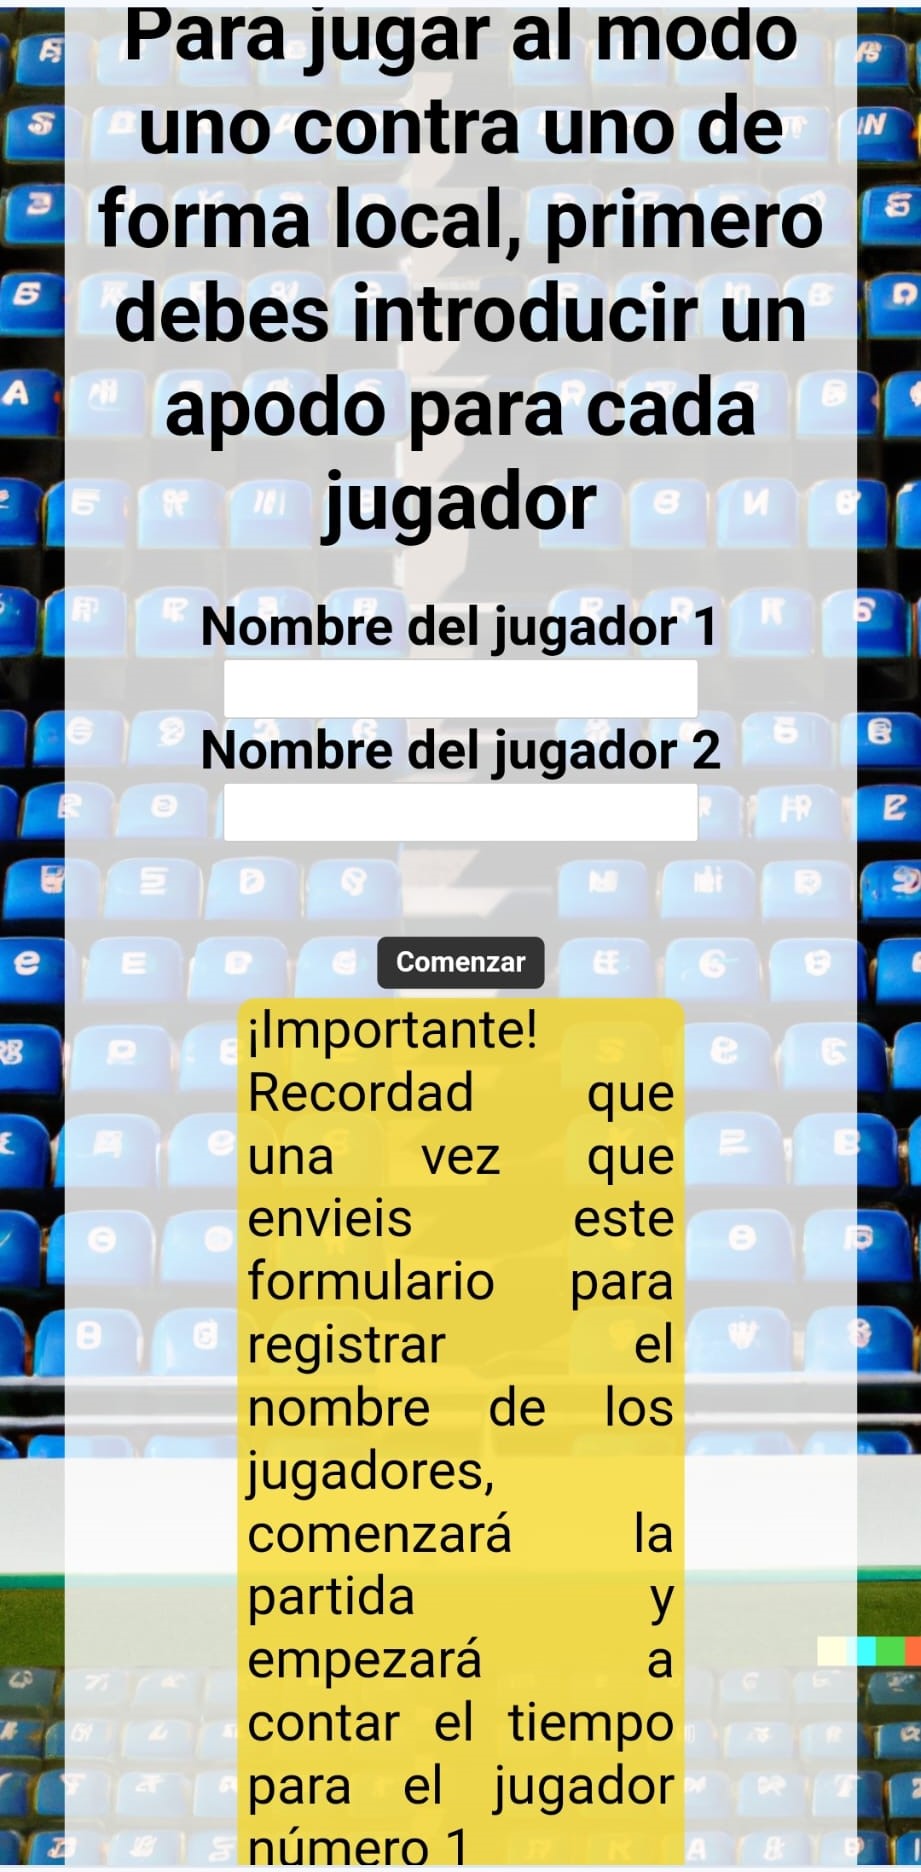 Para jugar al modo
uno contra uno de
forma local, primero
debes introducir un
apodo para cada
jugador
Nombre del jugador 1
Nombre del jugador 2
Comenzar
¡Importante!
Recordad que
una vez que
envieis este
formulario para
registrar el
nombre de los
jugadores,
comenzará la
partida y
empezará a
contar el tiempo
para el jugador
número 1